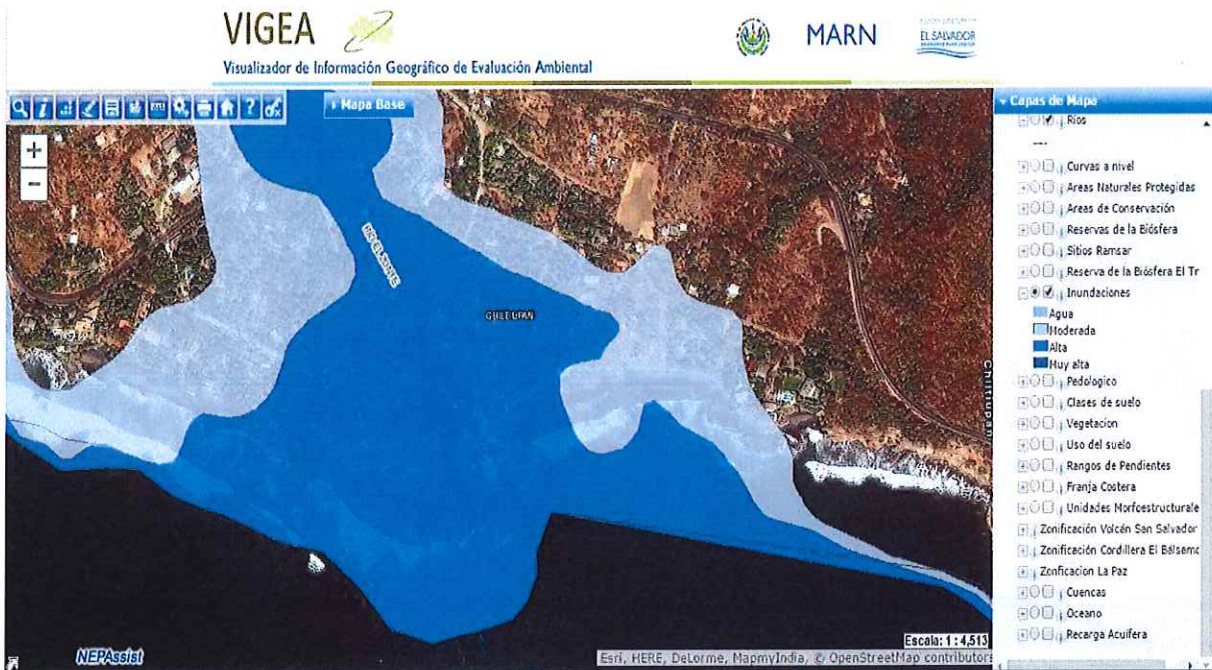 VIGEA
Visualizador de Información Geográfico de Evaluación Ambiental
MARN
EL SALVADOR
Mapa Base
+
−
CHILTIUPAN
Chiltiupan
Capas de Mapa
Ríos
Curvas a nivel
Areas Naturales Protegidas
Areas de Conservación
Reservas de la Biósfera
Sitios Ramsar
Reserva de la Biósfera El Tr
Inundaciones
Agua
Moderada
Alta
Muy alta
Pedologico
Clases de suelo
Vegetacion
Uso del suelo
Rangos de Pendientes
Franja Costera
Unidades Morfoestructurale
Zonificación Volcán San Salvador
Zonificación Cordillera El Bálsamo
Zonficacion La Paz
Cuencas
Oceano
Recarga Acuífera
Escala: 1 : 4,513
NEPAssist
Esri, HERE, DeLorme, MapmyIndia, © OpenStreetMap contributors